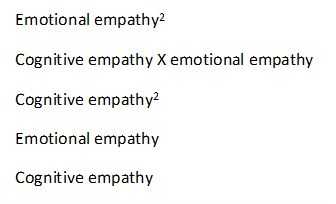 Emotional empathy²
Cognitive empathy X emotional empathy
Cognitive empathy²
Emotional empathy
Cognitive empathy